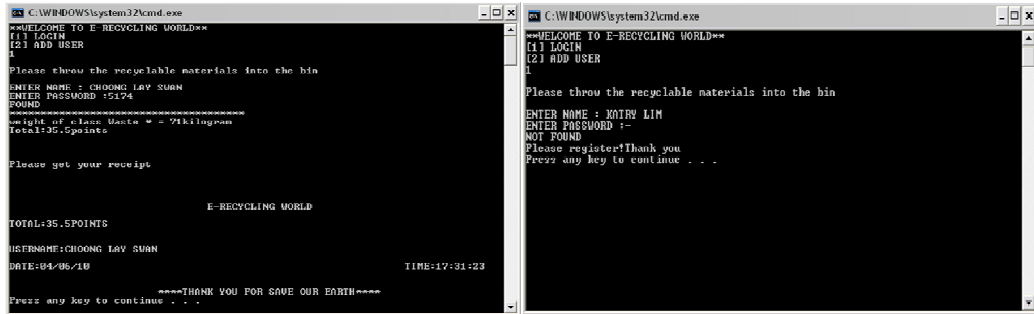 C:\WINDOWS\system32\cmd.exe
**WELCOME TO E-RECYCLING WORLD**
[1] LOGIN
[2] ADD USER
1
Please throw the recyclable materials into the bin
ENTER NAME : CHOONG LAY SWAN
ENTER PASSWORD :5174
FOUND
weight of class Waste * = 71kilogram
Total:35.5points
Please get your receipt
E-RECYCLING WORLD
TOTAL:35.5POINTS
USERNAME:CHOONG LAY SWAN
DATE:04/06/10 TIME:17:31:23
****THANK YOU FOR SAVE OUR EARTH****
Press any key to continue . . .
C:\WINDOWS\system32\cmd.exe
**WELCOME TO E-RECYCLING WORLD**
[1] LOGIN
[2] ADD USER
1
Please throw the recyclable materials into the bin
ENTER NAME : KATRY LIM
ENTER PASSWORD :-
NOT FOUND
Please register!Thank you
Press any key to continue . . .